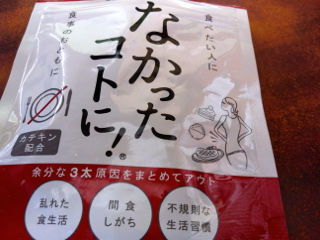 食べたい人に
なかった
コトに!®
食事のおともに
カテキン
配合
余分な3太原因をまとめてアウト
乱れた
食生活
間食
しがち
不規則な
生活習慣